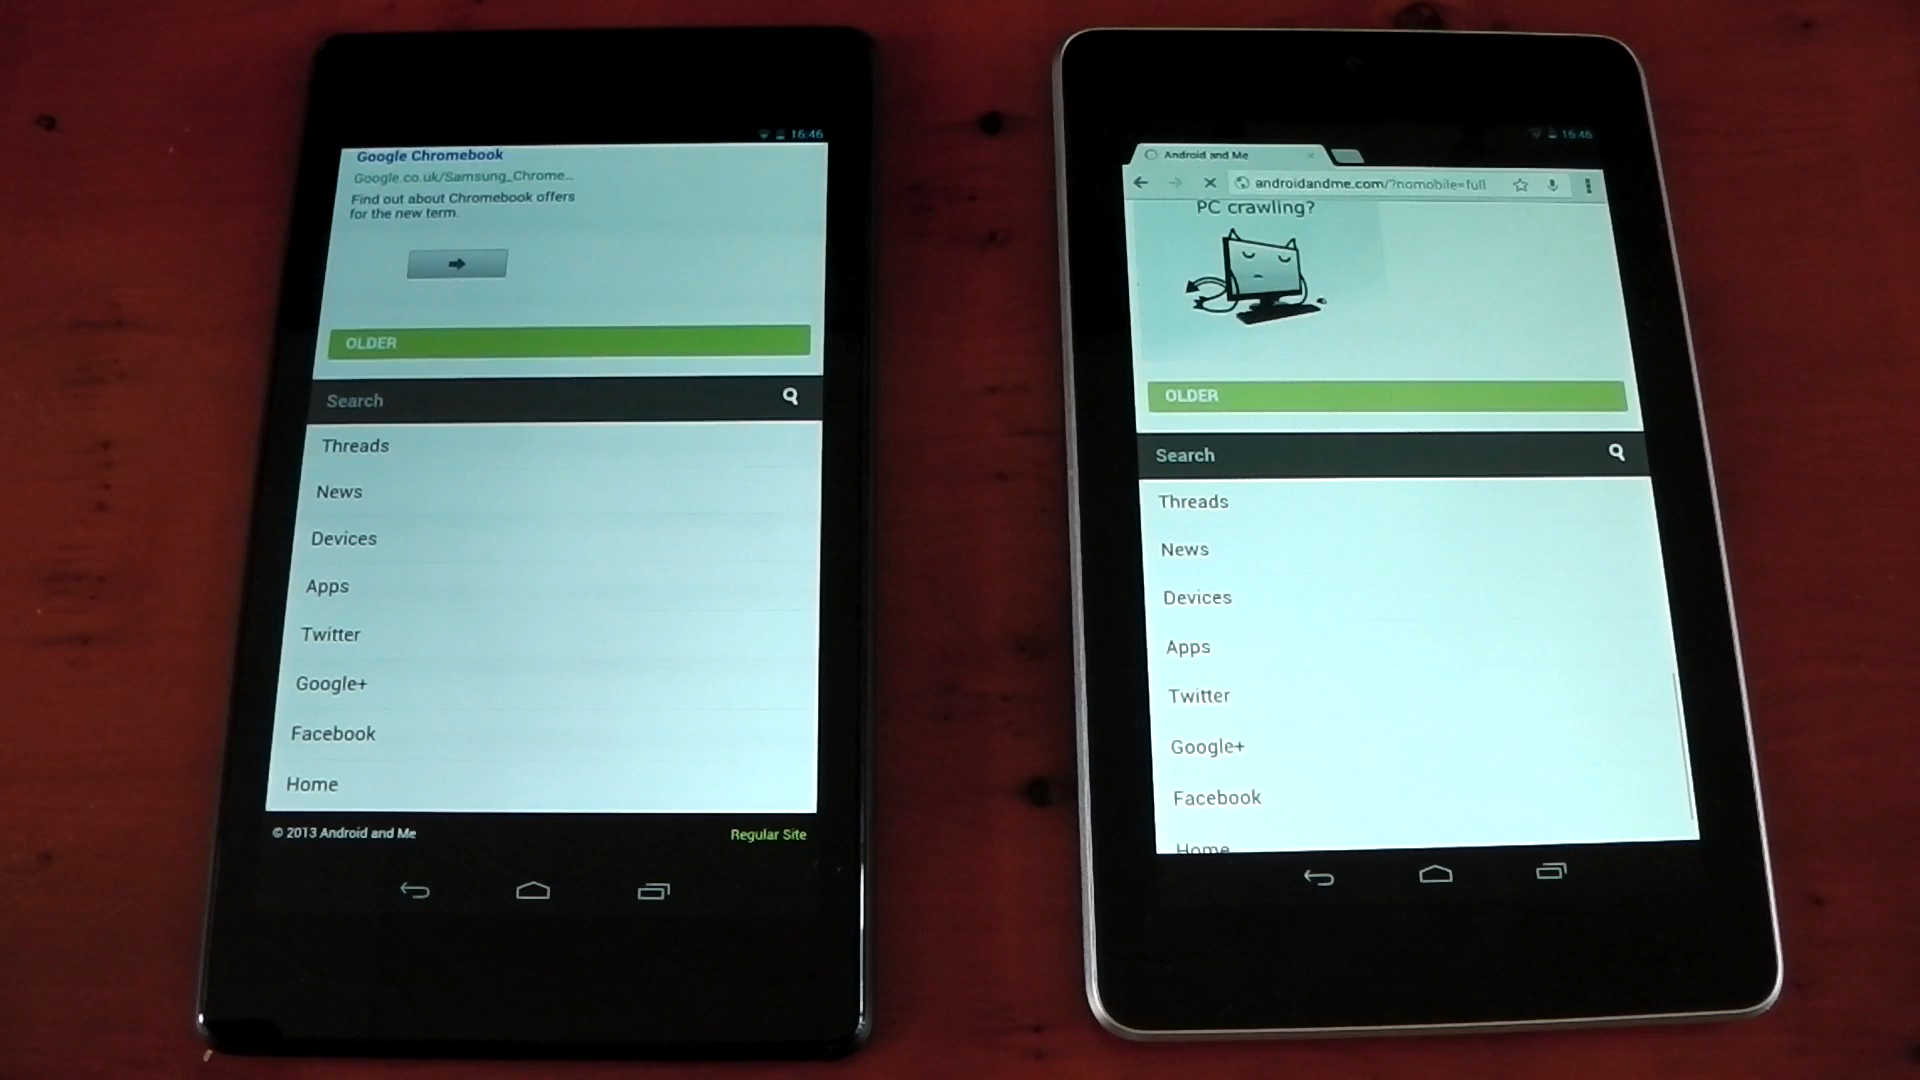 16:46
Google Chromebook
Google.co.uk/Samsung_Chrome...
Find out about Chromebook offers
for the new term.
OLDER
Search
Threads
News
Devices
Apps
Twitter
Google+
Facebook
Home
© 2013 Android and Me
Regular Site
16:46
Android and Me
androidandme.com/?nomobile=full
PC crawling?
OLDER
Search
Threads
News
Devices
Apps
Twitter
Google+
Facebook
Home